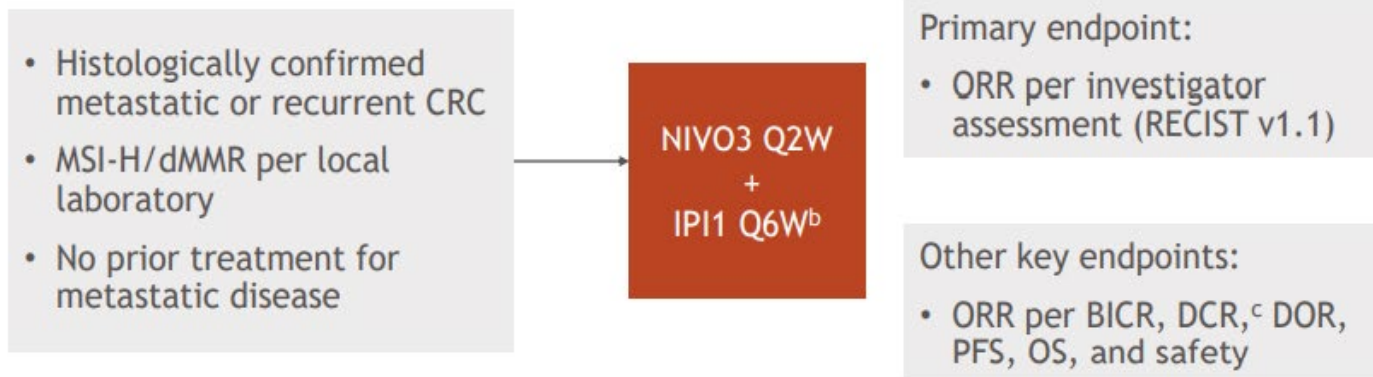 • Histologically confirmed
metastatic or recurrent CRC
• MSI-H/dMMR per local
laboratory
• No prior treatment for
metastatic disease
NIVO3 Q2W
+
IPI1 Q6Wᵇ
Primary endpoint:
• ORR per investigator
assessment (RECIST v1.1)
Other key endpoints:
• ORR per BICR, DCR,ᶜ DOR,
PFS, OS, and safety